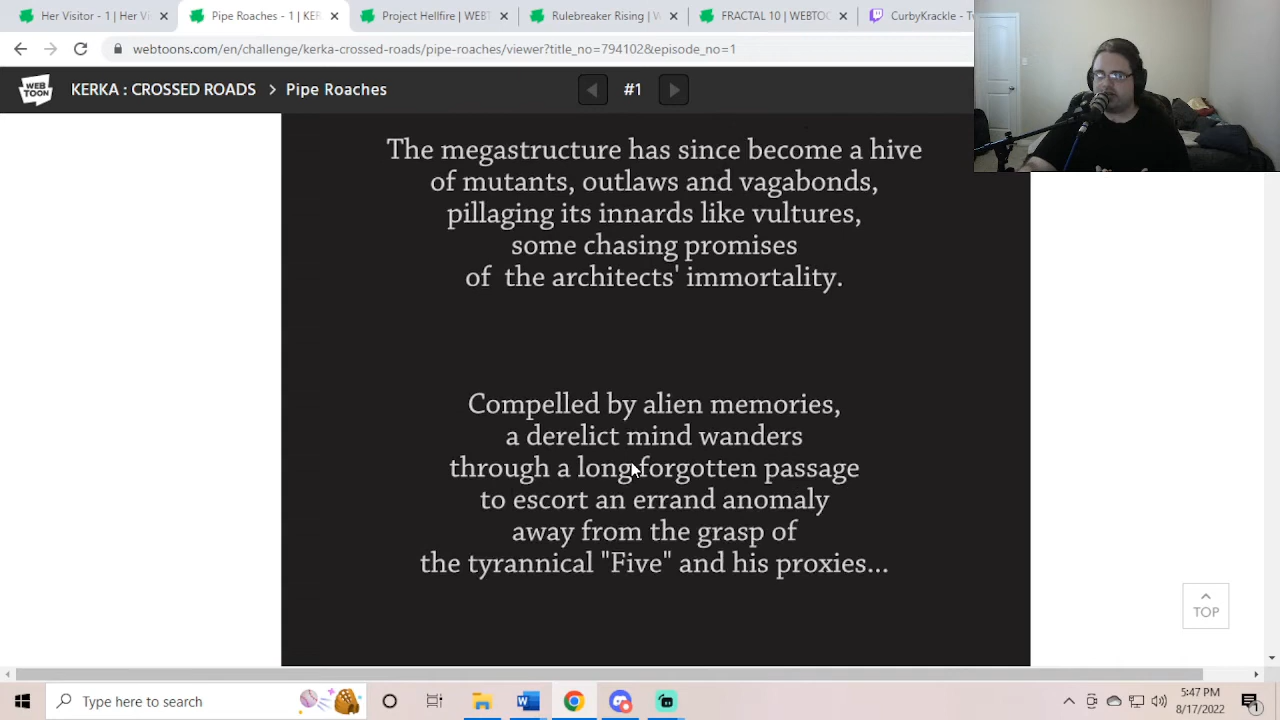 Her Visitor - 1 | Her Vi
Pipe Roaches - 1 | KER
Project Hellfire | WEBT
Rulebreaker Rising | W
FRACTAL 10 | WEBTOO
CurbyKrackle - Tw
webtoons.com/en/challenge/kerka-crossed-roads/pipe-roaches/viewer?title_no=794102&episode_no=1
WEB TOON
KERKA : CROSSED ROADS > Pipe Roaches
#1
The megastructure has since become a hive
of mutants, outlaws and vagabonds,
pillaging its innards like vultures,
some chasing promises
of the architects' immortality.
Compelled by alien memories,
a derelict mind wanders
through a long forgotten passage
to escort an errand anomaly
away from the grasp of
the tyrannical "Five" and his proxies...
TOP
Type here to search
5:47 PM
8/17/2022
1